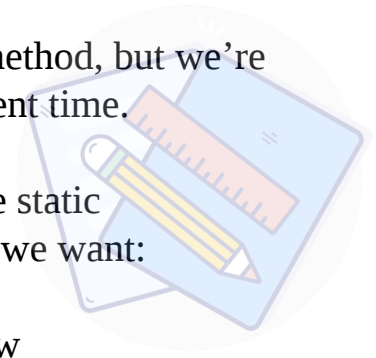 method, but we’re
ent time.
e static
we want:
w